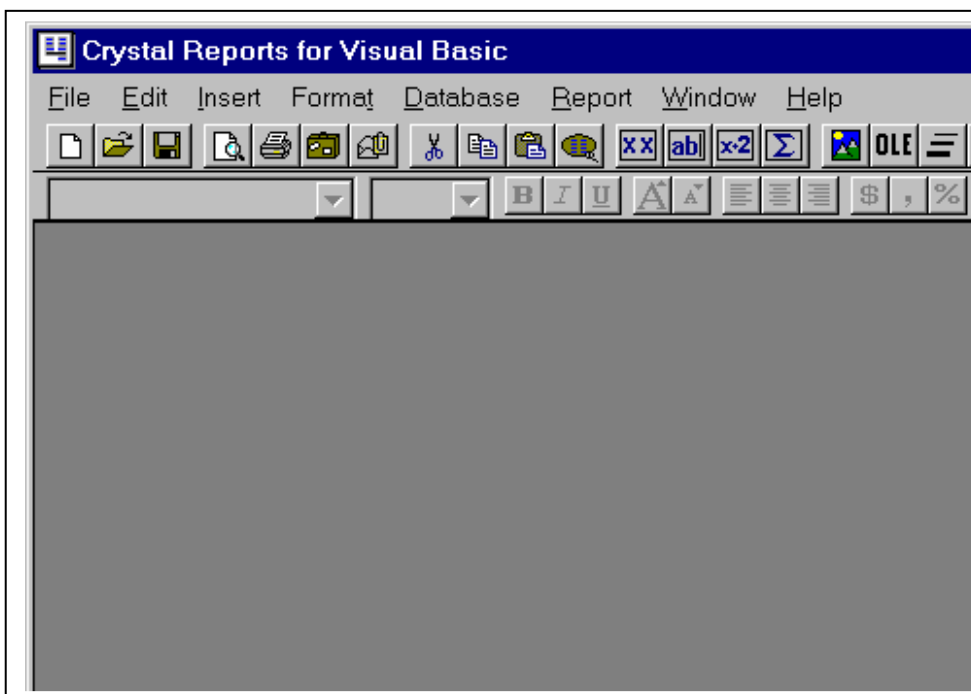 Crystal Reports for Visual Basic
File Edit Insert Format Database Report Window Help
XX ab x+2 Σ OLE
B I U A A $ , %